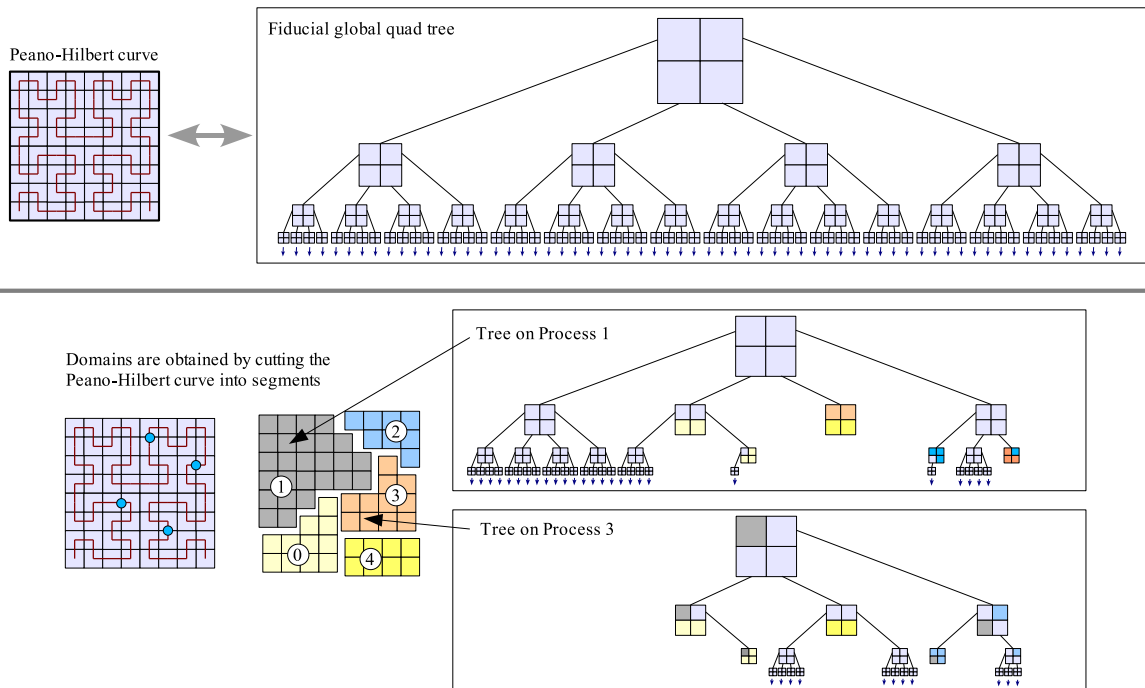 Fiducial global quad tree
Peano-Hilbert curve
Tree on Process 1
Domains are obtained by cutting the
Peano-Hilbert curve into segments
2
1
3
0
4
Tree on Process 3